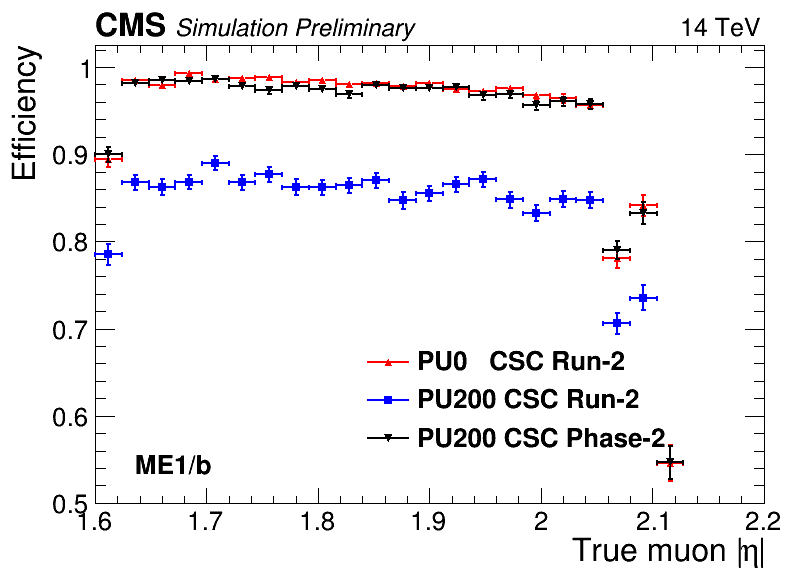 CMS Simulation Preliminary 14 TeV
Efficiency
1
0.9
0.8
0.7
0.6
0.5
PU0 CSC Run-2
PU200 CSC Run-2
PU200 CSC Phase-2
ME1/b
1.6 1.7 1.8 1.9 2 2.1 2.2
True muon |η|